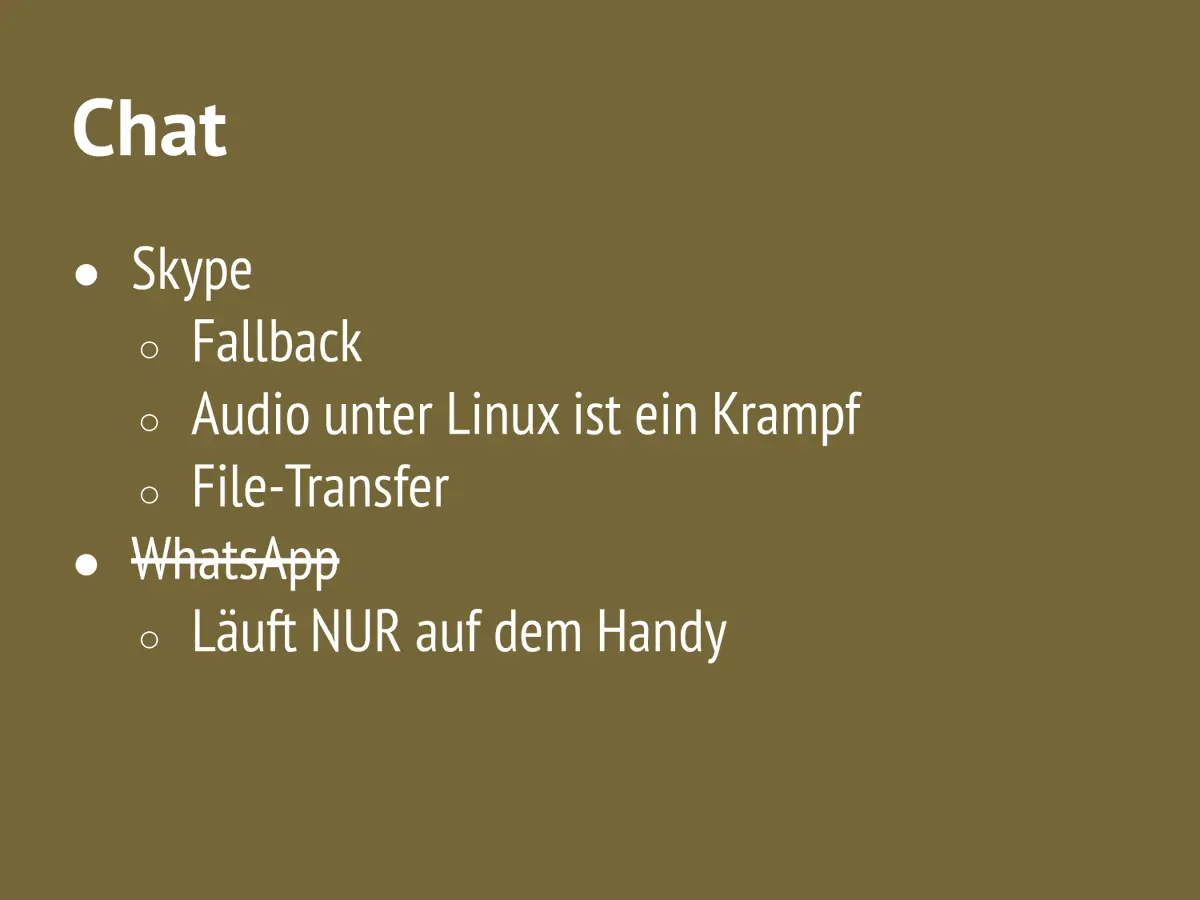 Chat
● Skype
○ Fallback
○ Audio unter Linux ist ein Krampf
○ File-Transfer
● WhatsApp
○ Läuft NUR auf dem Handy